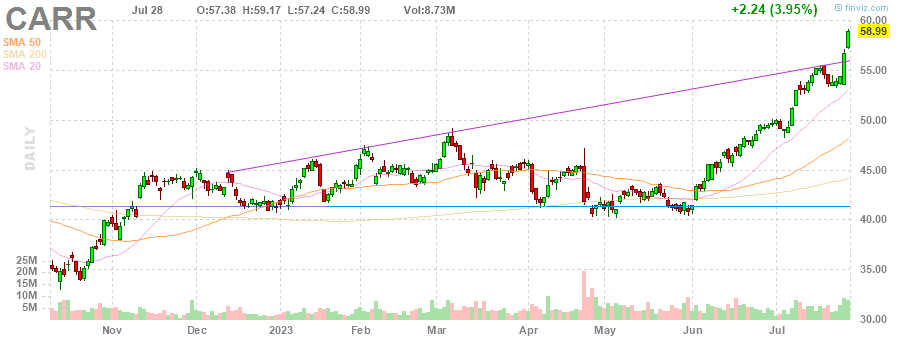 CARR
Jul 28 O:57.38 H:59.17 L:57.24 C:58.99 Vol:8.73M +2.24 (3.95%) © finviz.com
SMA 50
SMA 200
SMA 20
DAILY
60.00
58.99
55.00
50.00
45.00
40.00
35.00
30.00
25M
20M
15M
10M
5M
Nov Dec 2023 Feb Mar Apr May Jun Jul